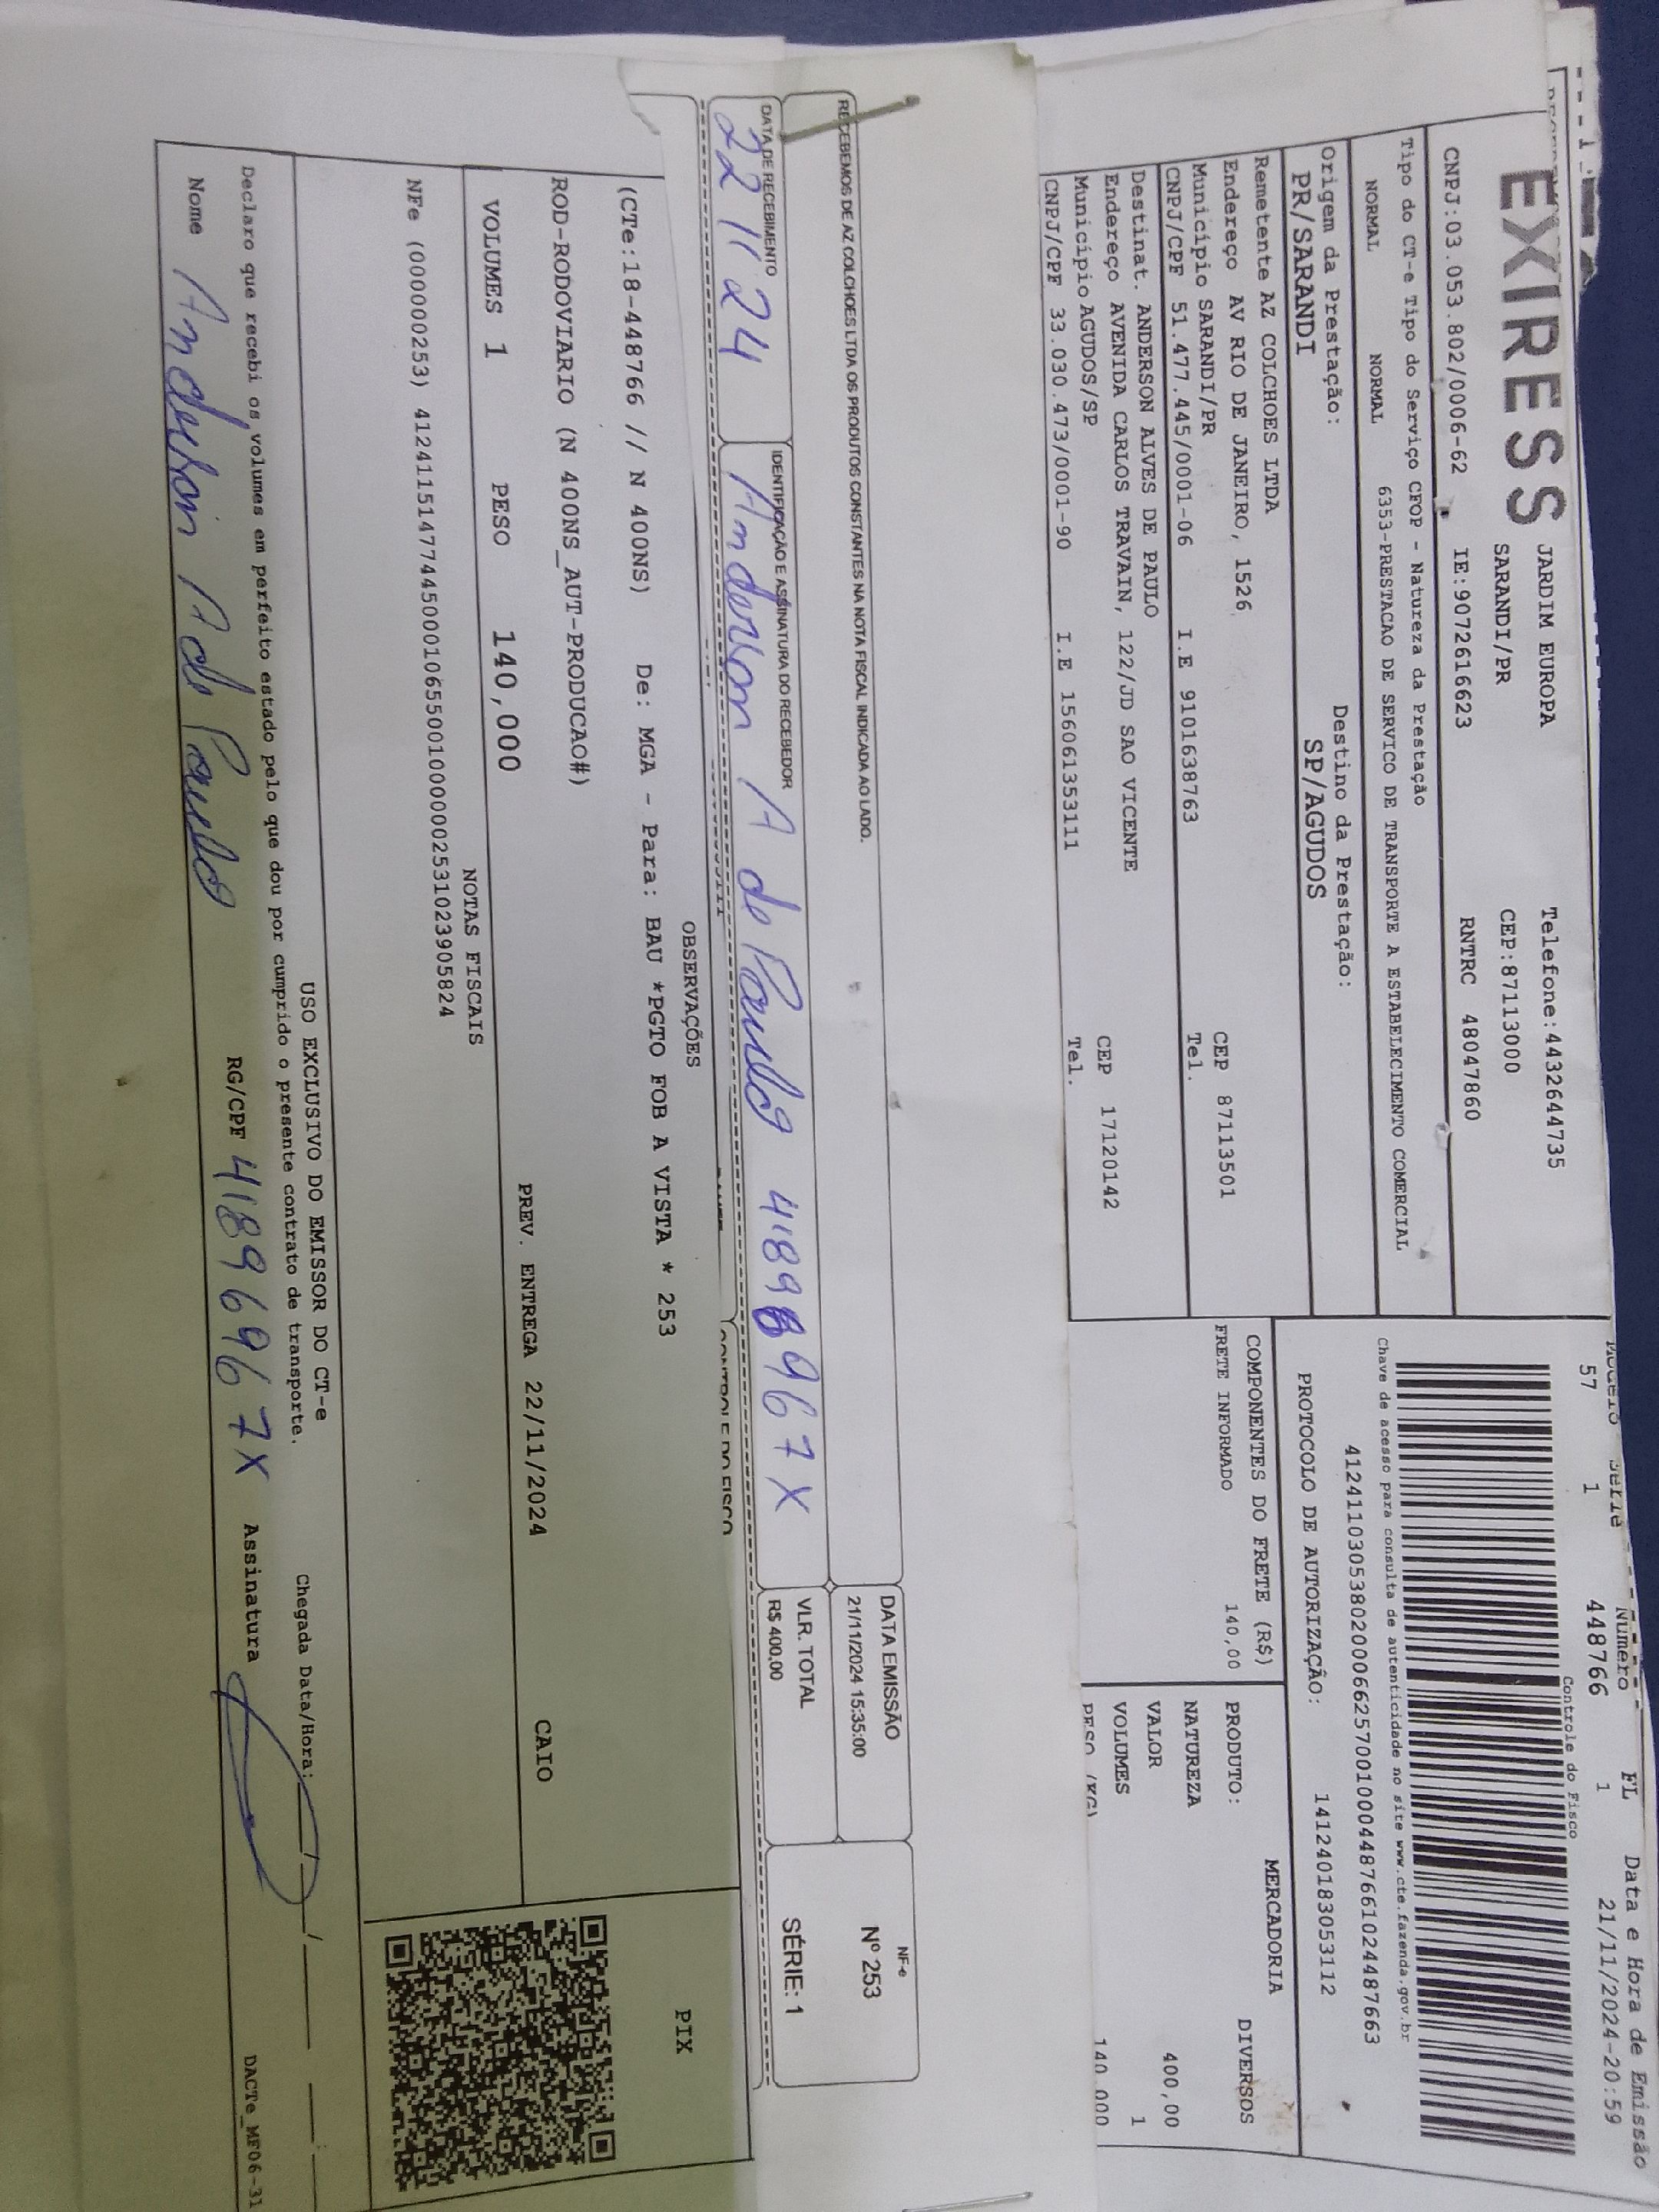 EXIRESS
JARDIM EUROPA
Telefone:4432644735
SARANDI/PR
CEP:87113000
CNPJ:03.053.802/0006-62 IE:9072616623 RNTRC 48047860
57 1 448766 FL 1 Data e Hora de Emissão 21/11/2024-20:59
Controle do Fisco
Tipo do CT-e Tipo do Serviço CFOP - Natureza da Prestação
NORMAL NORMAL 6353-PRESTACAO DE SERVICO DE TRANSPORTE A ESTABELECIMENTO COMERCIAL
Chave de acesso para consulta de autenticidade no site www.cte.fazenda.gov.br
41241103053802000662570010004487661024487663
Origem da Prestação: Destino da Prestação:
PR/SARANDI SP/AGUDOS
PROTOCOLO DE AUTORIZAÇÃO: 141240183053112
Remetente AZ COLCHOES LTDA
Endereço AV RIO DE JANEIRO, 1526 CEP 87113501
Município SARANDI/PR Tel.
CNPJ/CPF 51.477.445/0001-06 I.E 9101638763
Destinat. ANDERSON ALVES DE PAULO
Endereço AVENIDA CARLOS TRAVAIN, 122/JD SAO VICENTE CEP 17120142
Município AGUDOS/SP Tel.
CNPJ/CPF 33.030.473/0001-90 I.E 156061353111
COMPONENTES DO FRETE (R$)
FRETE INFORMADO 140,00
MERCADORIA
PRODUTO: DIVERSOS
NATUREZA
VALOR 400,00
VOLUMES 1
PESO (KG) 140,000
RECEBEMOS DE AZ COLCHOES LTDA OS PRODUTOS CONSTANTES NA NOTA FISCAL INDICADA AO LADO.
DATA EMISSÃO
21/11/2024 15:35:00
NF-e
Nº 253
SÉRIE: 1
DATA DE RECEBIMENTO
22 11 24
IDENTIFICAÇÃO E ASSINATURA DO RECEBEDOR
Anderson A de Paulo 41896967X
VLR. TOTAL
R$ 400,00
CONTROLE DO FISCO
OBSERVAÇÕES
PIX
(CTe:18-448766 // N 400NS) De: MGA - Para: BAU *PGTO FOB A VISTA * 253
ROD-RODOVIARIO (N 400NS_AUT-PRODUCAO#)
VOLUMES 1 PESO 140,000 PREV. ENTREGA 22/11/2024 CAIO
NOTAS FISCAIS
NFe (000000253) 41241151477445000106550010000002531023905824
USO EXCLUSIVO DO EMISSOR DO CT-e
Declaro que recebi os volumes em perfeito estado pelo que dou por cumprido o presente contrato de transporte.
Chegada Data/Hora:
Nome Anderson A de Paulo RG/CPF 41896967X Assinatura
DACTe_MF06-31